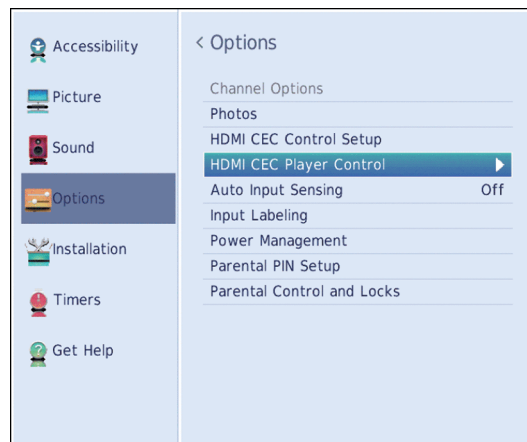 Accessibility
Picture
Sound
Options
Installation
Timers
Get Help
< Options
Channel Options
Photos
HDMI CEC Control Setup
HDMI CEC Player Control
Auto Input Sensing Off
Input Labeling
Power Management
Parental PIN Setup
Parental Control and Locks